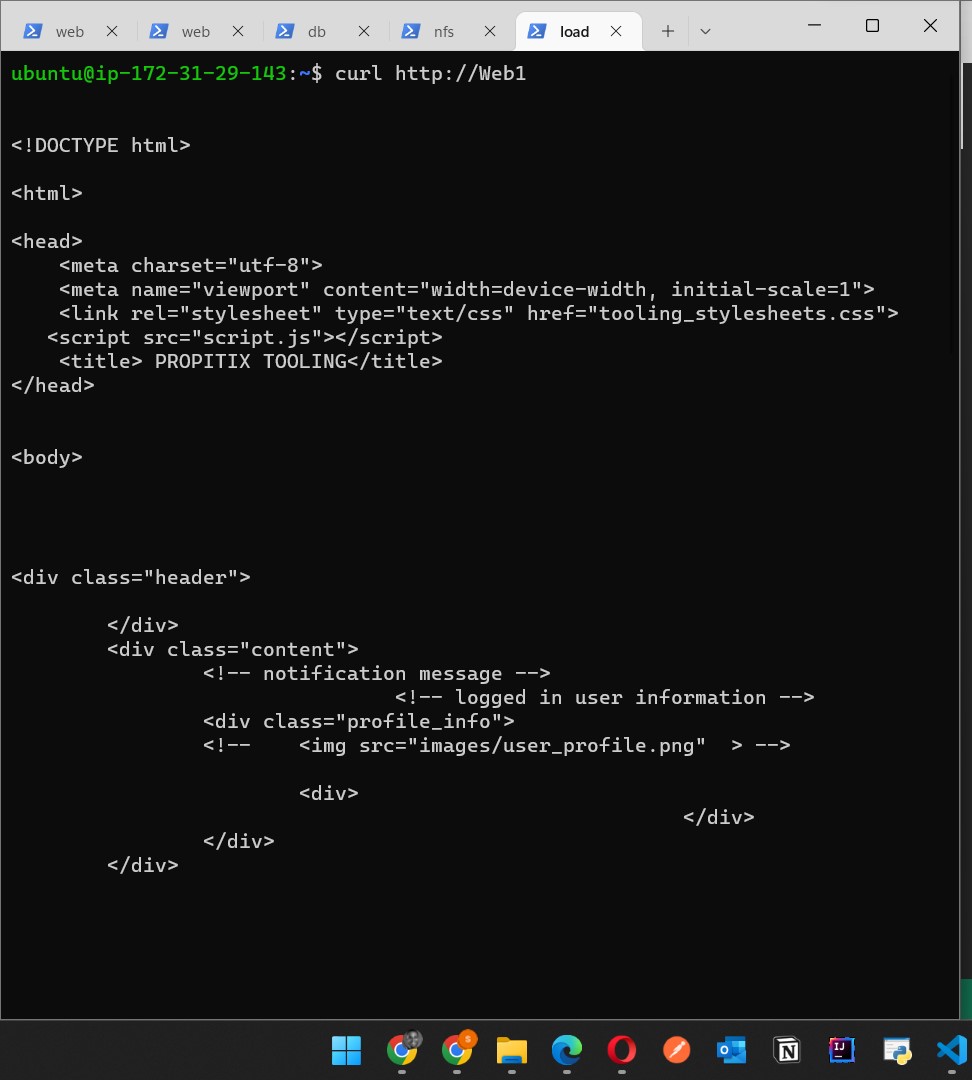 web web db nfs load
ubuntu@ip-172-31-29-143:~$ curl http://Web1
<!DOCTYPE html>
<html>
<head>
    <meta charset="utf-8">
    <meta name="viewport" content="width=device-width, initial-scale=1">
    <link rel="stylesheet" type="text/css" href="tooling_stylesheets.css">
   <script src="script.js"></script>
    <title> PROPITIX TOOLING</title>
</head>
<body>
<div class="header">
        </div>
        <div class="content">
                <!-- notification message -->
                                <!-- logged in user information -->
                <div class="profile_info">
                <!--    <img src="images/user_profile.png"  > -->
                        <div>
                                                        </div>
                </div>
        </div>